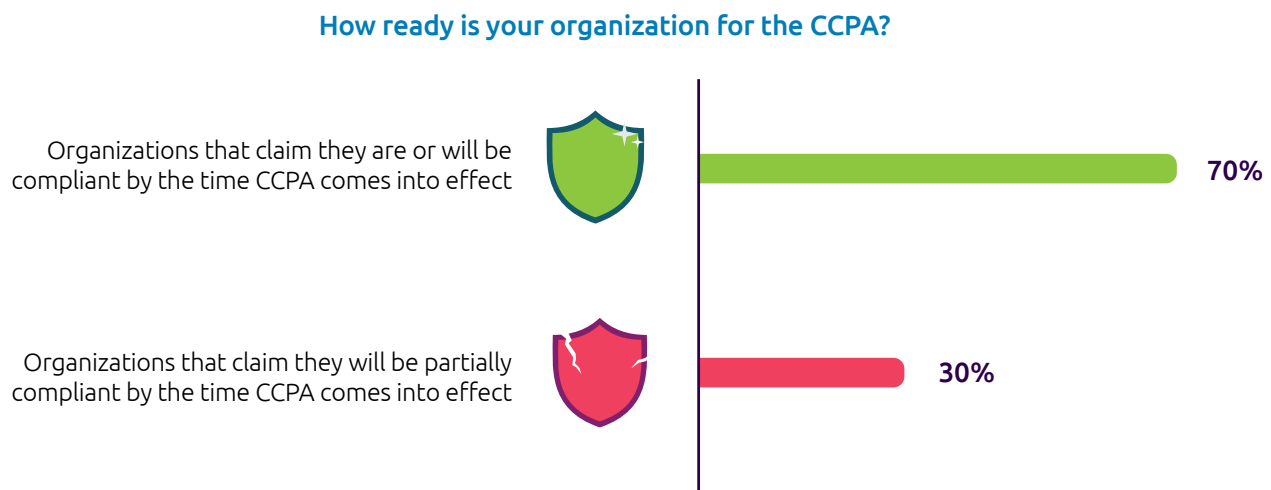 How ready is your organization for the CCPA?
Organizations that claim they are or will be
compliant by the time CCPA comes into effect
70%
Organizations that claim they will be partially
compliant by the time CCPA comes into effect
30%